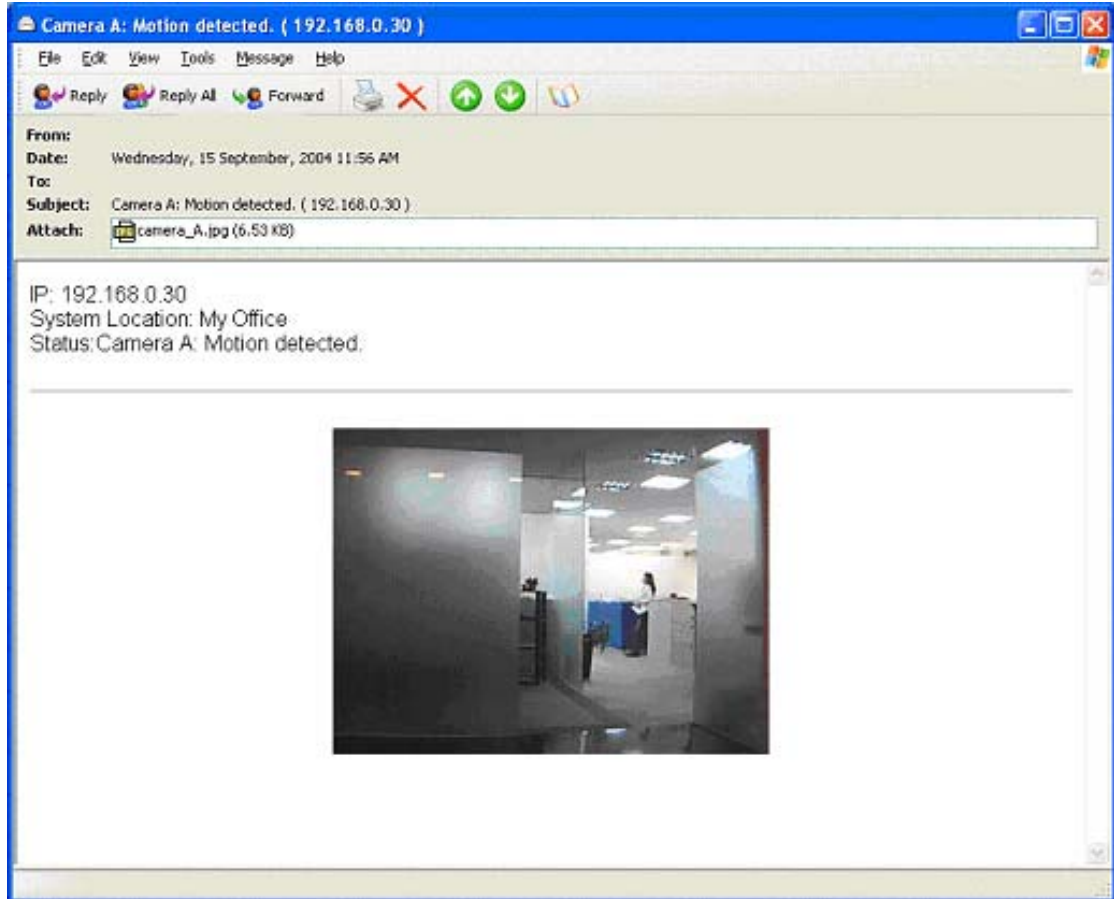 Camera A: Motion detected. ( 192.168.0.30 )
File Edit View Tools Message Help
Reply Reply All Forward
From:
Date: Wednesday, 15 September, 2004 11:56 AM
To:
Subject: Camera A: Motion detected. ( 192.168.0.30 )
Attach: camera_A.jpg (6.53 KB)
IP: 192.168.0.30
System Location: My Office
Status:Camera A: Motion detected.